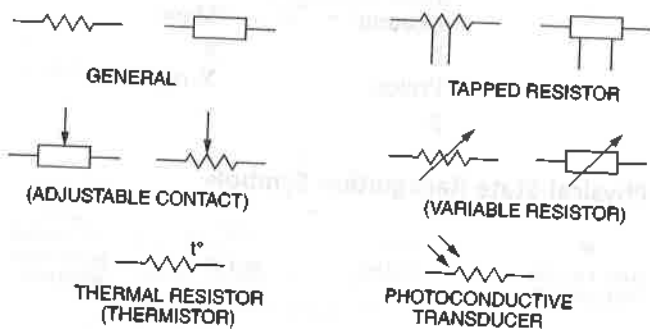 GENERAL
TAPPED RESISTOR
(ADJUSTABLE CONTACT)
(VARIABLE RESISTOR)
t°
THERMAL RESISTOR
(THERMISTOR)
PHOTOCONDUCTIVE
TRANSDUCER